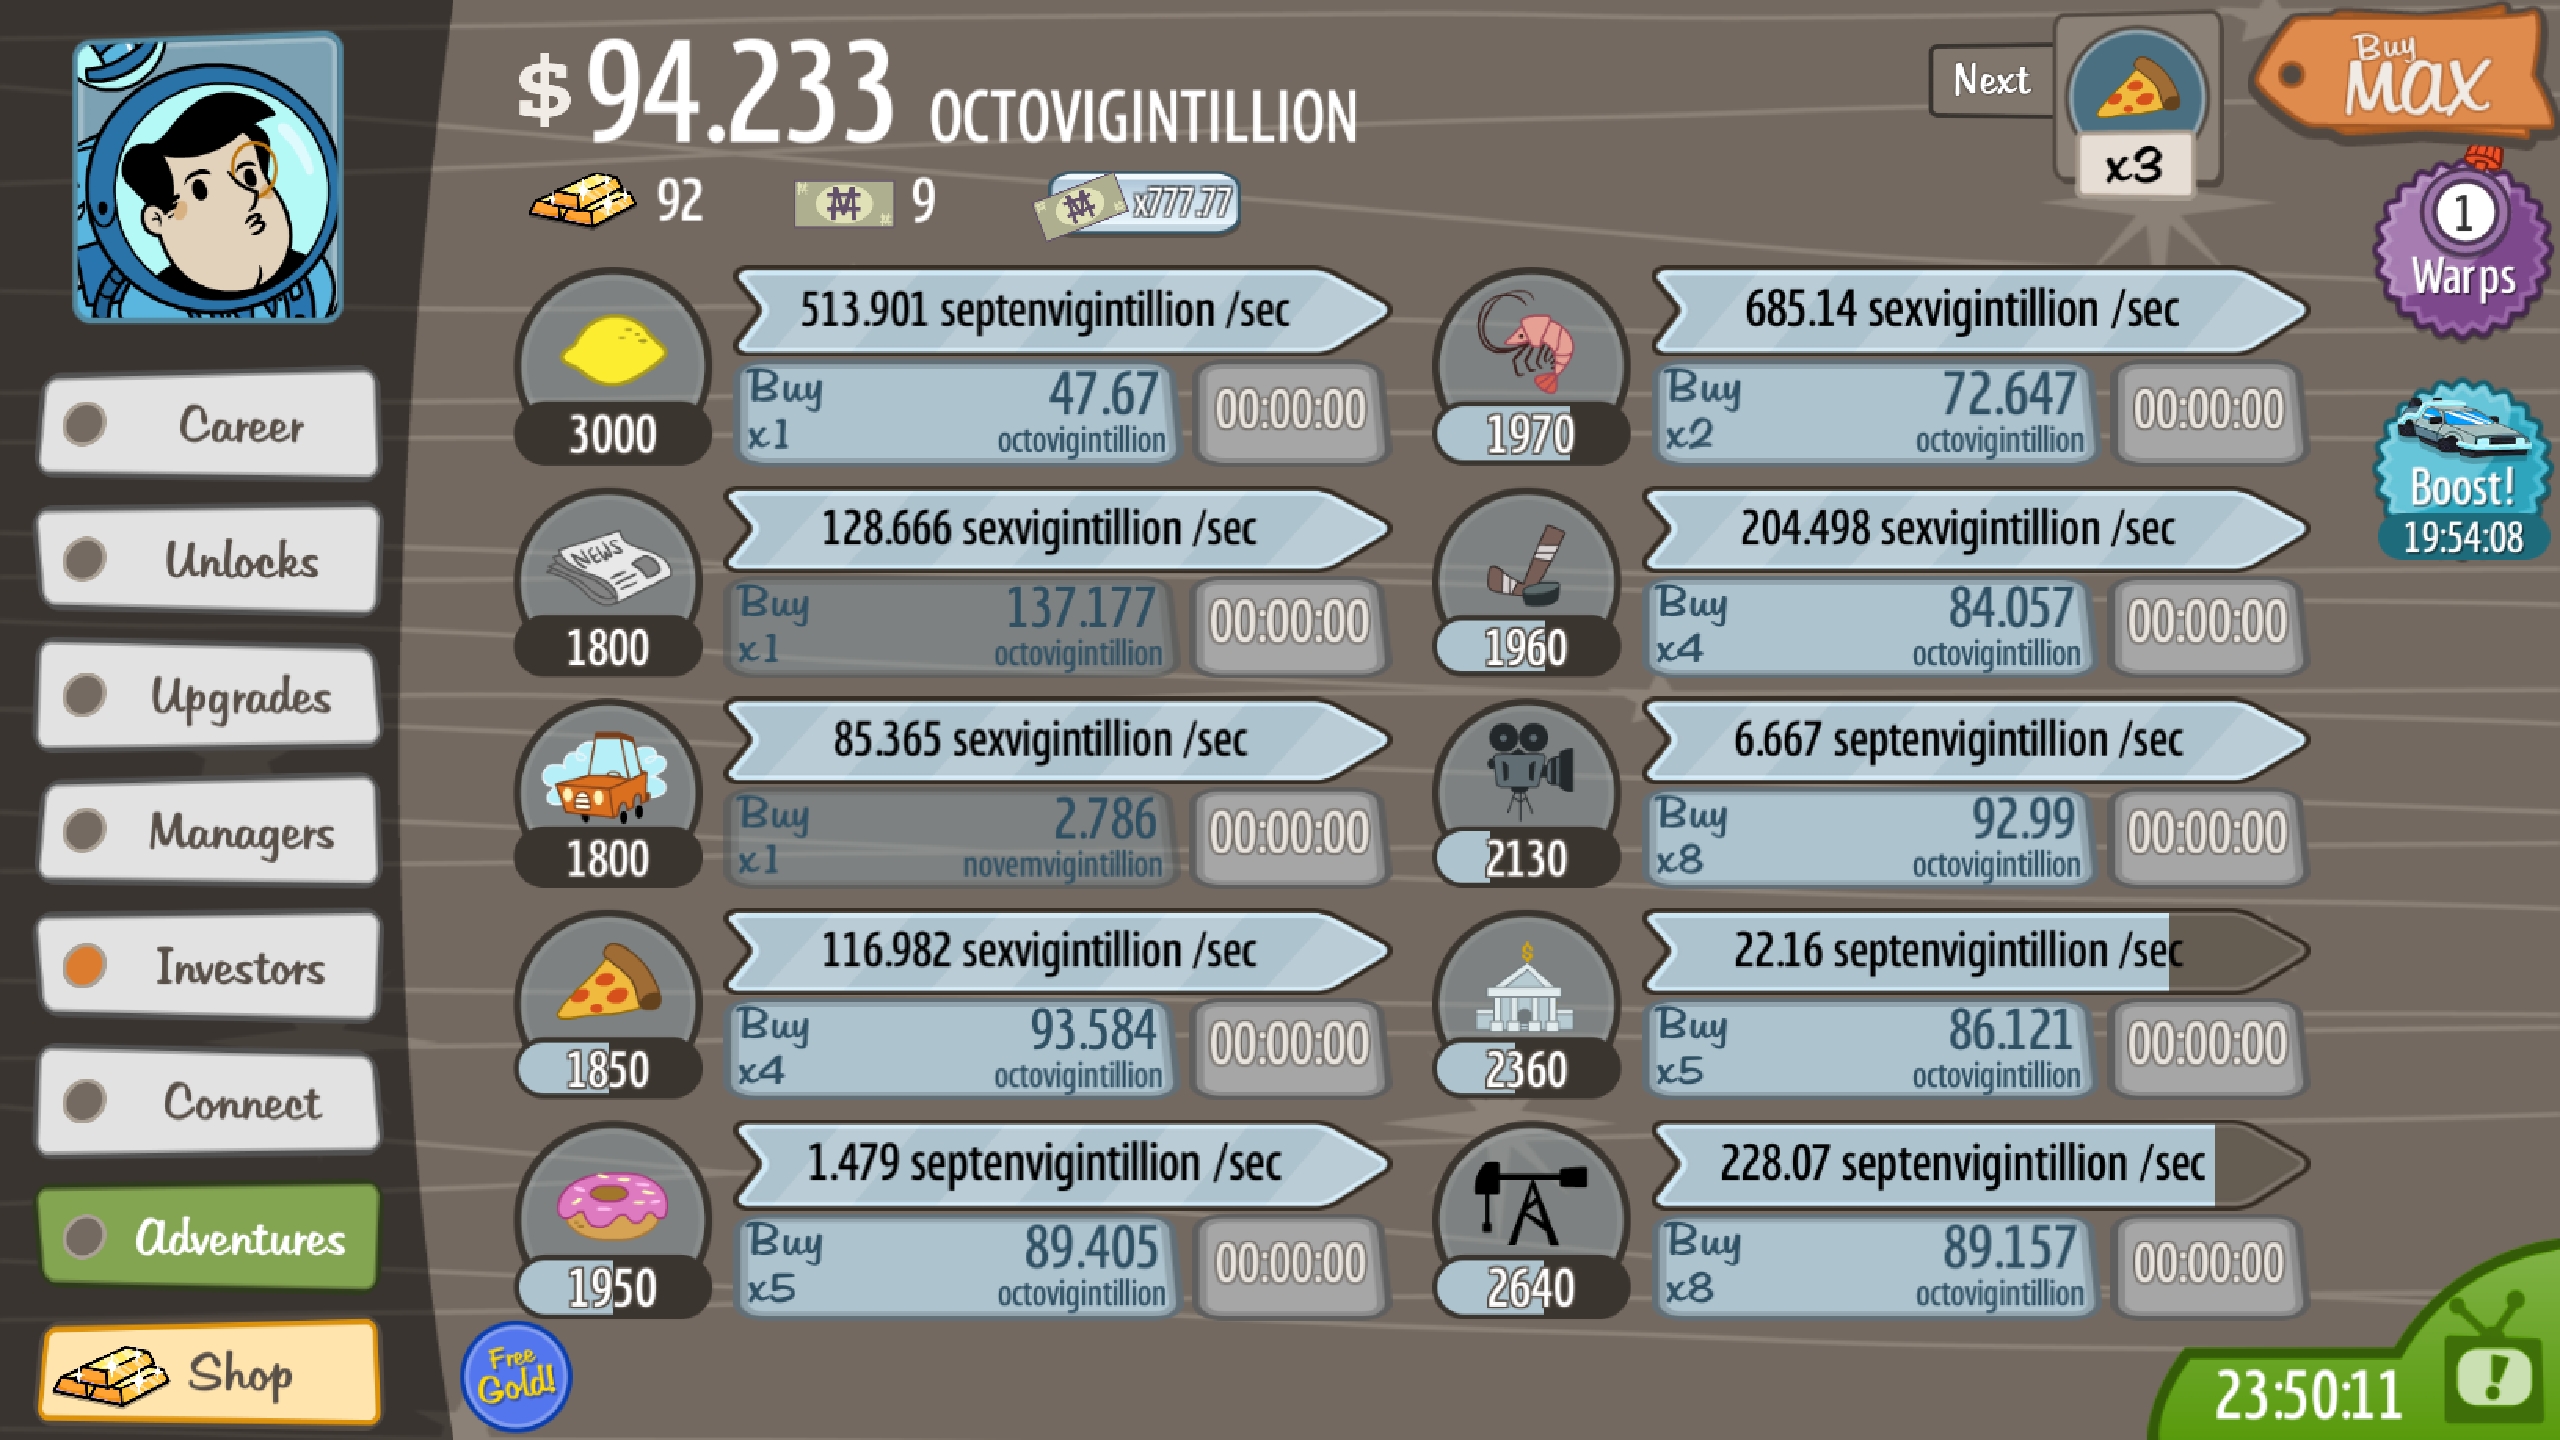 $94.233 OCTOVIGINTILLION
Next
x3
Buy
MAX
92
9
x777.77
1
Warps
Boost!
19:54:08
Career
Unlocks
Upgrades
Managers
Investors
Connect
Adventures
Shop
513.901 septenvigintillion /sec
3000
Buy
x1
47.67
octovigintillion
00:00:00
685.14 sexvigintillion /sec
1970
Buy
x2
72.647
octovigintillion
00:00:00
NEWS
128.666 sexvigintillion /sec
1800
Buy
x1
137.177
octovigintillion
00:00:00
204.498 sexvigintillion /sec
1960
Buy
x4
84.057
octovigintillion
00:00:00
85.365 sexvigintillion /sec
1800
Buy
x1
2.786
novemvigintillion
00:00:00
6.667 septenvigintillion /sec
2130
Buy
x8
92.99
octovigintillion
00:00:00
116.982 sexvigintillion /sec
1850
Buy
x4
93.584
octovigintillion
00:00:00
$
22.16 septenvigintillion /sec
2360
Buy
x5
86.121
octovigintillion
00:00:00
1.479 septenvigintillion /sec
1950
Buy
x5
89.405
octovigintillion
00:00:00
228.07 septenvigintillion /sec
2640
Buy
x8
89.157
octovigintillion
00:00:00
Free
Gold!
23:50:11
!